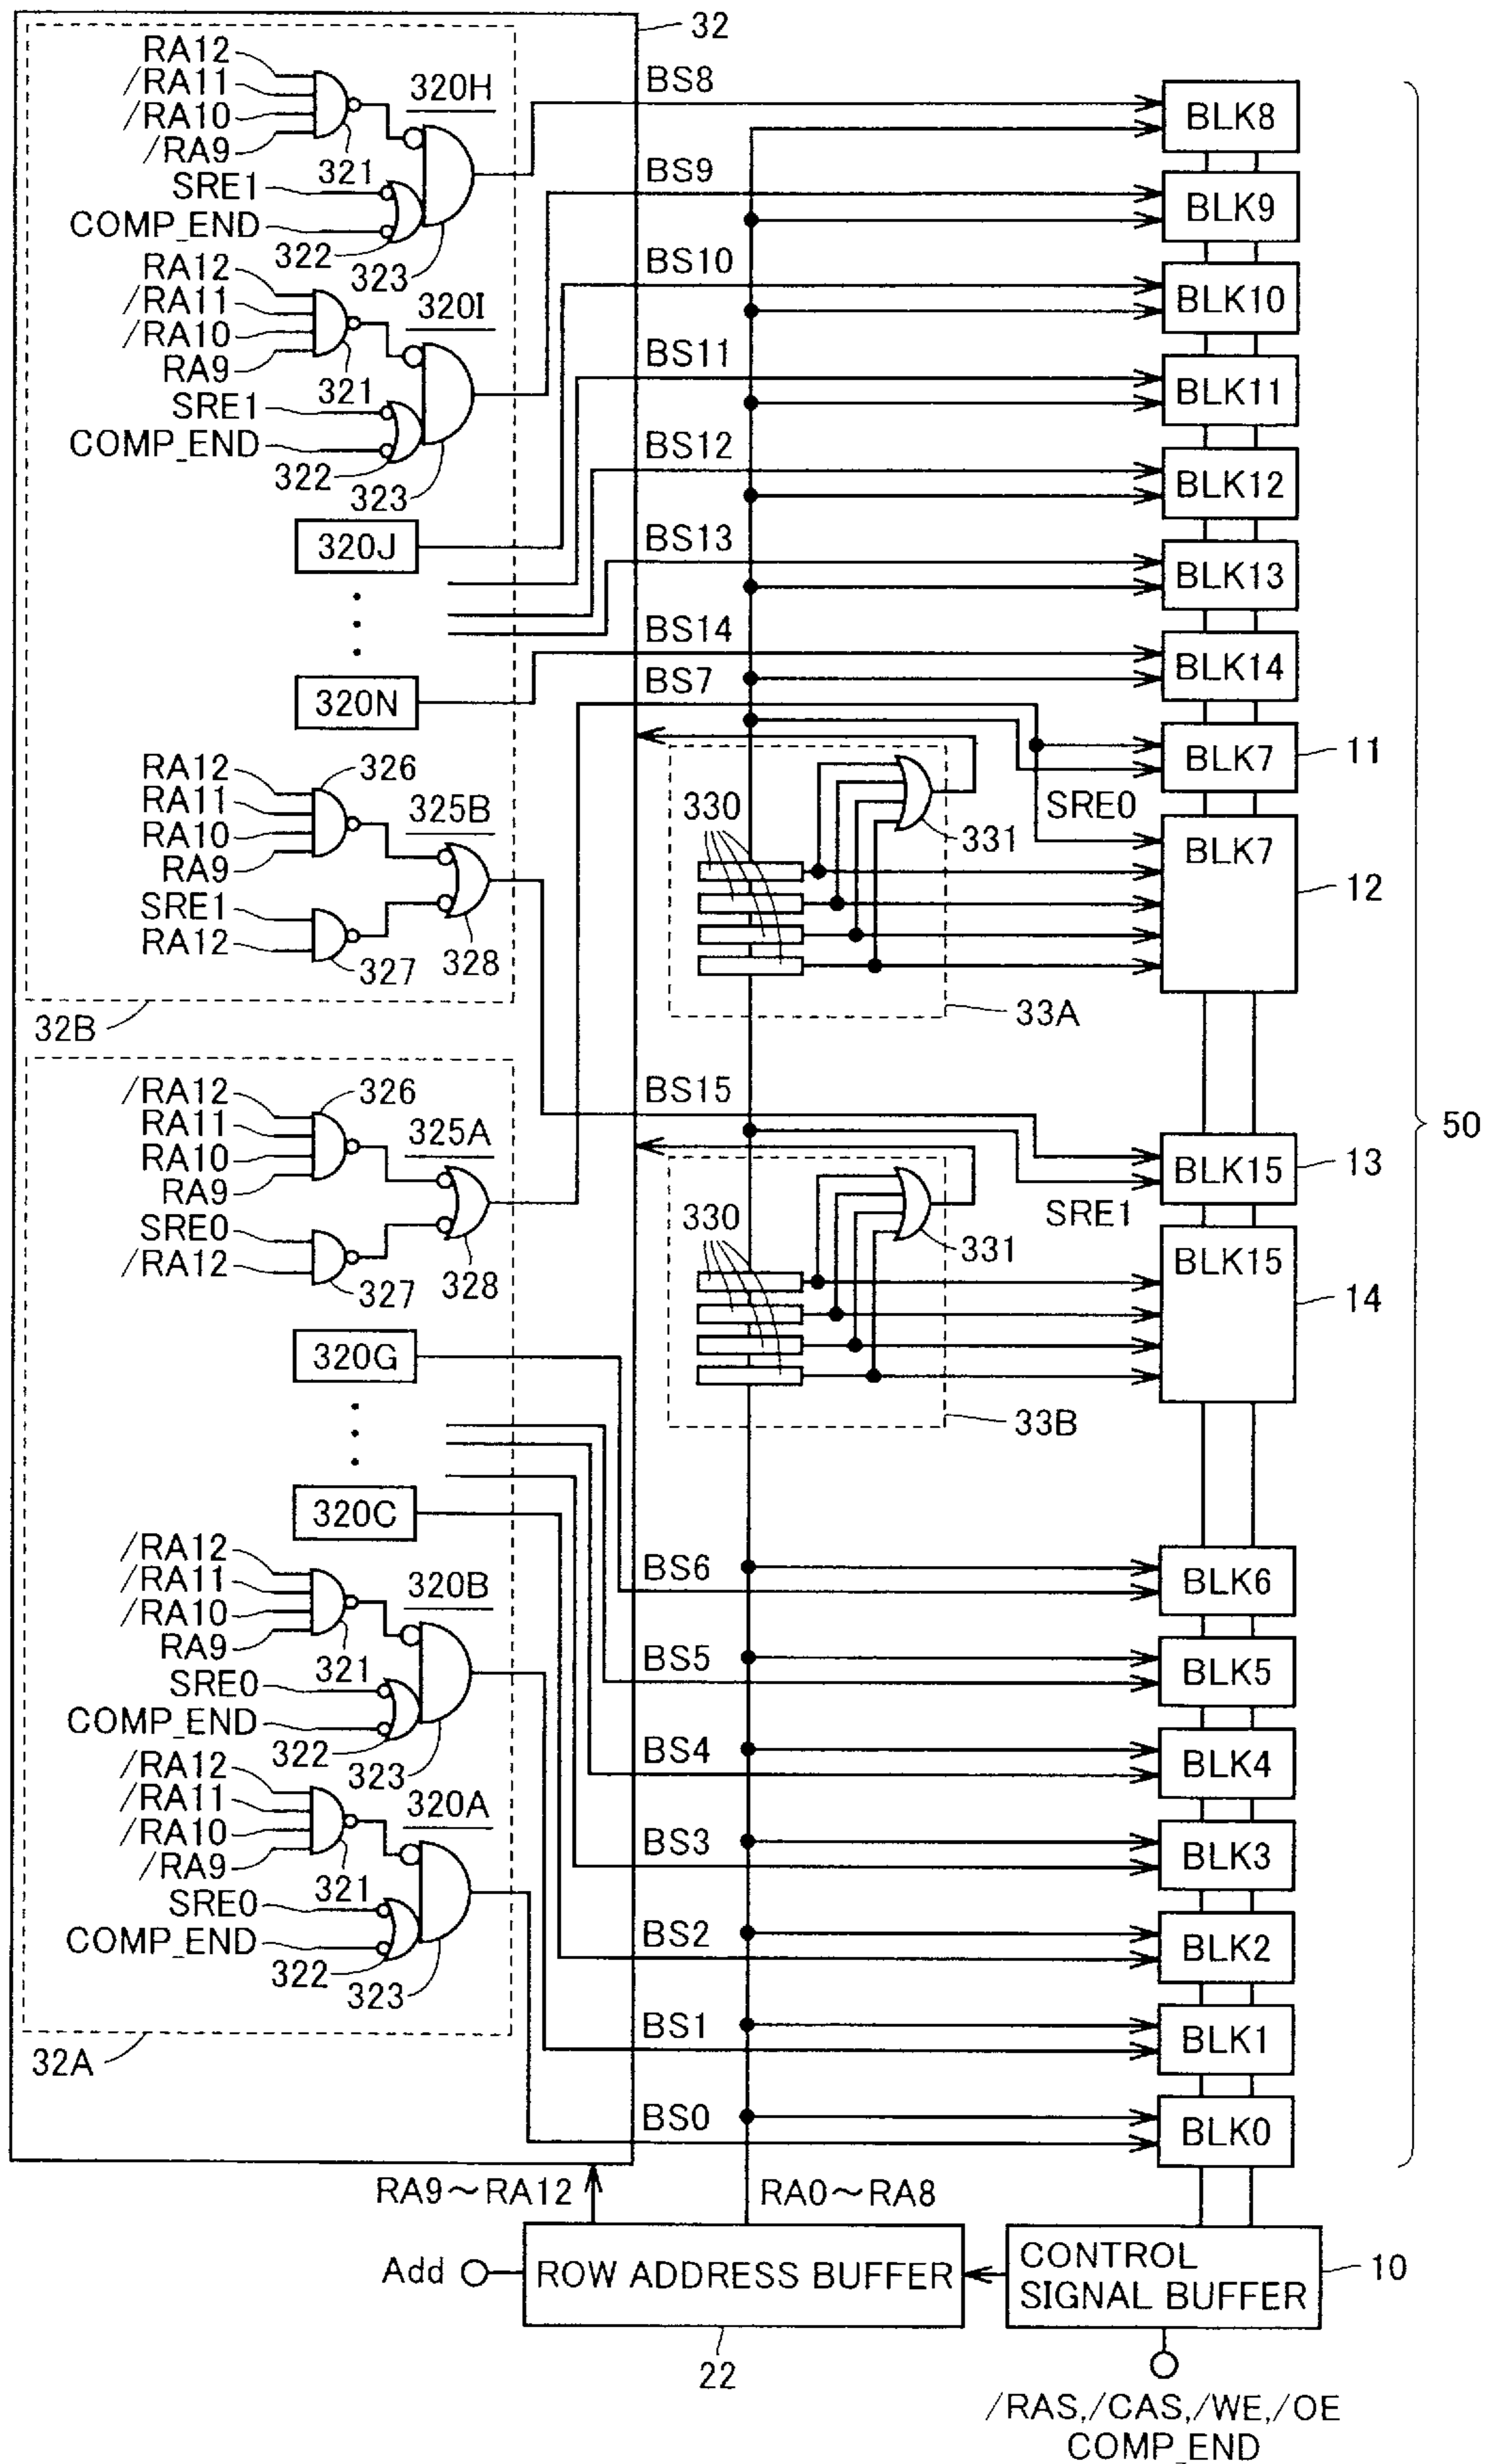 32
RA12
/RA11
/RA10
/RA9
321
320H
SRE1
COMP_END
322
323
BS8
BLK8
BS9
BLK9
RA12
/RA11
/RA10
RA9
321
320I
SRE1
COMP_END
322
323
BS10
BLK10
BS11
BLK11
BS12
BLK12
320J
BS13
BLK13
BS14
BLK14
320N
BS7
BLK7
11
RA12
RA11
RA10
RA9
326
325B
SRE1
RA12
327
328
330
331
SRE0
BLK7
12
33A
32B
/RA12
RA11
RA10
RA9
326
325A
SRE0
/RA12
327
328
BS15
BLK15
13
50
330
331
SRE1
BLK15
14
33B
320G
320C
/RA12
/RA11
/RA10
RA9
321
320B
SRE0
COMP_END
322
323
BS6
BLK6
BS5
BLK5
BS4
BLK4
/RA12
/RA11
/RA10
/RA9
321
320A
SRE0
COMP_END
322
323
BS3
BLK3
BS2
BLK2
32A
BS1
BLK1
BS0
BLK0
RA9～RA12
RA0～RA8
Add
ROW ADDRESS BUFFER
22
CONTROL
SIGNAL BUFFER
10
/RAS,/CAS,/WE,/OE
COMP_END